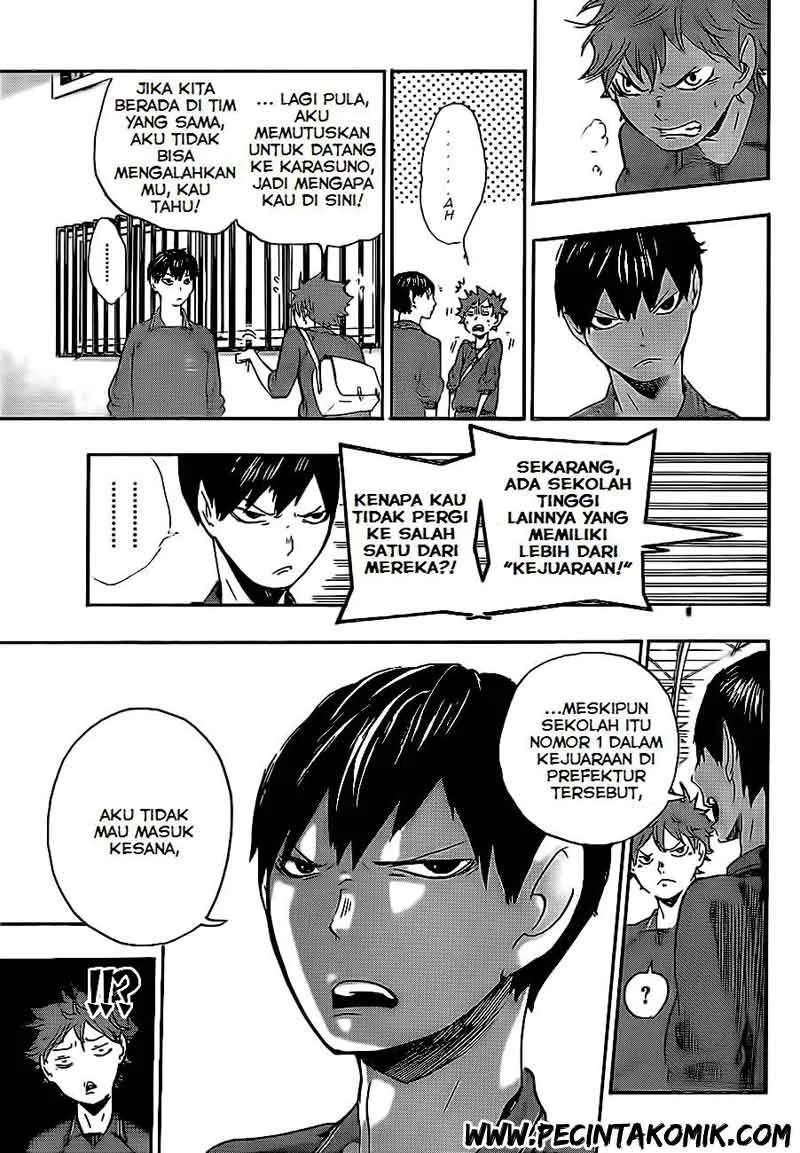 ........
AH
... LAGI PULA,
AKU
MEMUTUSKAN
UNTUK DATANG
KE KARASUNO,
JADI MENGAPA
KAU DI SINI!
JIKA KITA
BERADA DI TIM
YANG SAMA,
AKU TIDAK
BISA
MENGALAHKAN
MU, KAU
TAHU!
........
SEKARANG,
ADA SEKOLAH
TINGGI
LAINNYA YANG
MEMILIKI
LEBIH DARI
"KEJUARAAN!"
KENAPA KAU
TIDAK PERGI
KE SALAH
SATU DARI
MEREKA?!
........
...MESKIPUN
SEKOLAH ITU
NOMOR 1 DALAM
KEJUARAAN DI
PREFEKTUR
TERSEBUT,
?
AKU TIDAK
MAU MASUK
KESANA,
!!?
WWW.PECINTAKOMIK.COM